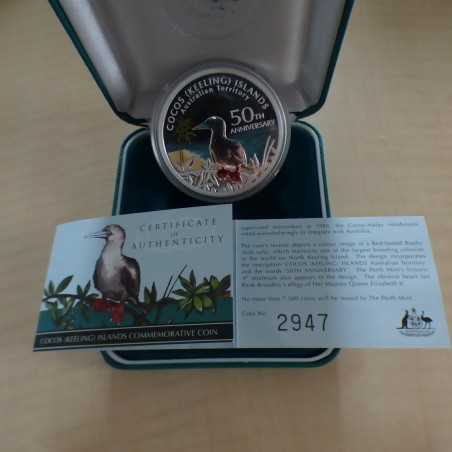 COCOS (KEELING) ISLANDS
Australian Territory
50TH
ANNIVERSARY
CERTIFICATE
OF
AUTHENTICITY
COCOS (KEELING) ISLANDS COMMEMORATIVE COIN
supervised intervention in 1984, the Cocos-Malay inhabitants
voted overwhelmingly to integrate with Australia.
The coin's reverse depicts a colour image of a Red-footed Booby
(Sula sula), which maintains one of the largest breeding colonies
in the world on North Keeling Island. The design incorporates
the inscription 'COCOS (KEELING) ISLANDS Australian Territory'
and the words '50TH ANNIVERSARY'. The Perth Mint's historic
'P' mintmark also appears in the design. The obverse bears Ian
Rank-Broadley's effigy of Her Majesty Queen Elizabeth II.
No more than 7,500 coins will be issued by The Perth Mint.
Coin No. 2947